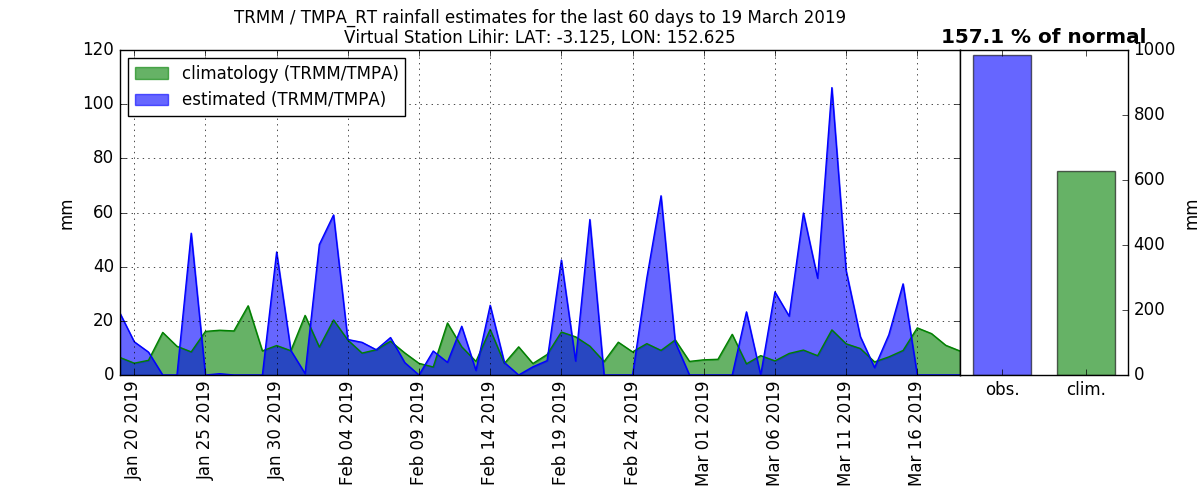 TRMM / TMPA_RT rainfall estimates for the last 60 days to 19 March 2019
Virtual Station Lihir: LAT: -3.125, LON: 152.625
157.1 % of normal
climatology (TRMM/TMPA)
estimated (TRMM/TMPA)
mm
120
100
80
60
40
20
0
Jan 20 2019
Jan 25 2019
Jan 30 2019
Feb 04 2019
Feb 09 2019
Feb 14 2019
Feb 19 2019
Feb 24 2019
Mar 01 2019
Mar 06 2019
Mar 11 2019
Mar 16 2019
obs.
clim.
1000
800
600
400
200
0
mm